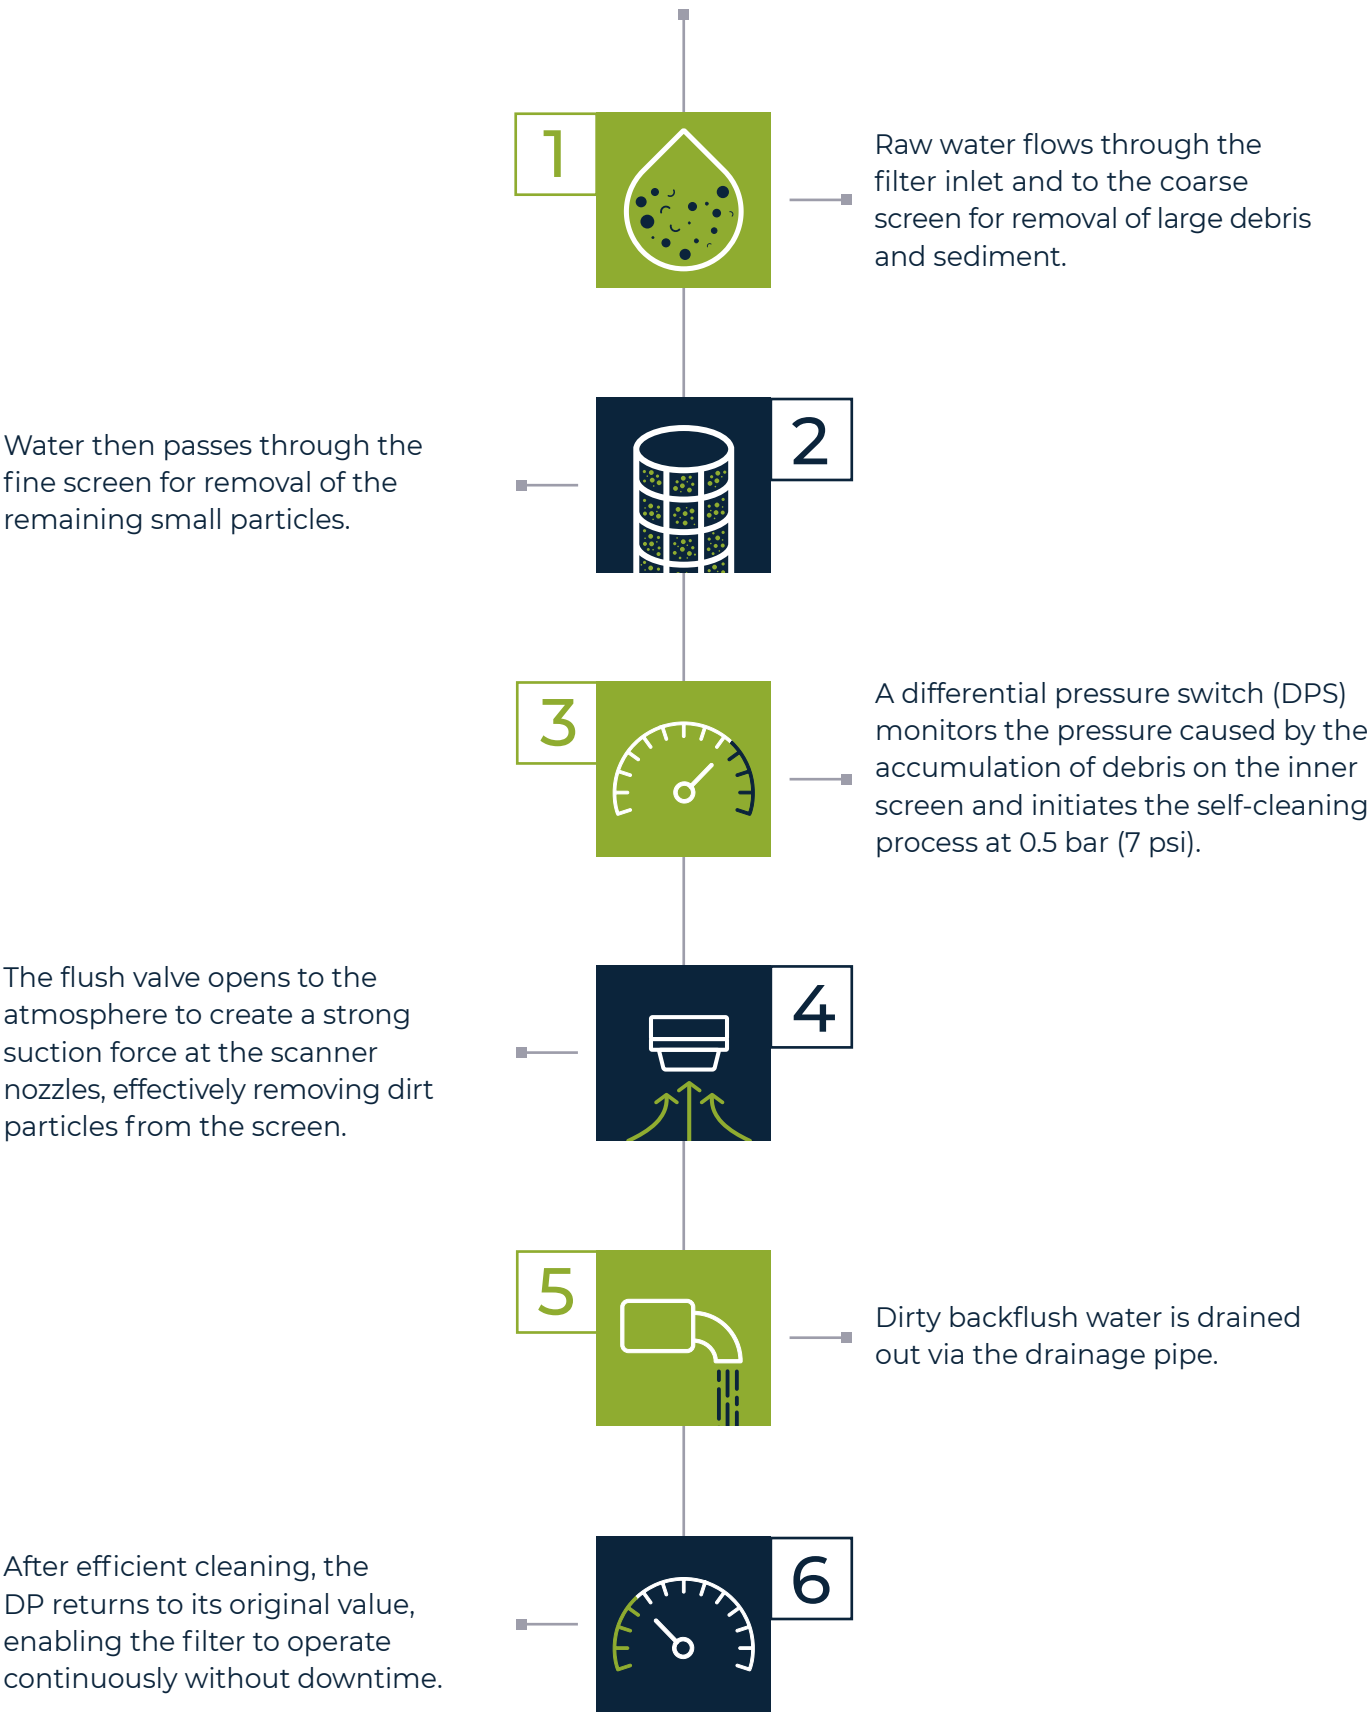 1
Raw water flows through the
filter inlet and to the coarse
screen for removal of large debris
and sediment.
2
Water then passes through the
fine screen for removal of the
remaining small particles.
3
A differential pressure switch (DPS)
monitors the pressure caused by the
accumulation of debris on the inner
screen and initiates the self-cleaning
process at 0.5 bar (7 psi).
4
The flush valve opens to the
atmosphere to create a strong
suction force at the scanner
nozzles, effectively removing dirt
particles from the screen.
5
Dirty backflush water is drained
out via the drainage pipe.
6
After efficient cleaning, the
DP returns to its original value,
enabling the filter to operate
continuously without downtime.